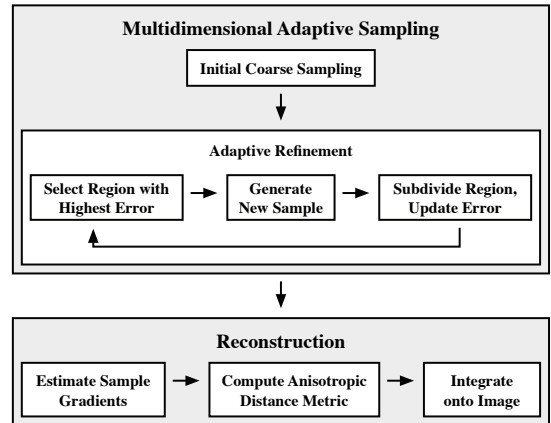 Multidimensional Adaptive Sampling
Initial Coarse Sampling
Adaptive Refinement
Select Region with
Highest Error
Generate
New Sample
Subdivide Region,
Update Error
Reconstruction
Estimate Sample
Gradients
Compute Anisotropic
Distance Metric
Integrate
onto Image